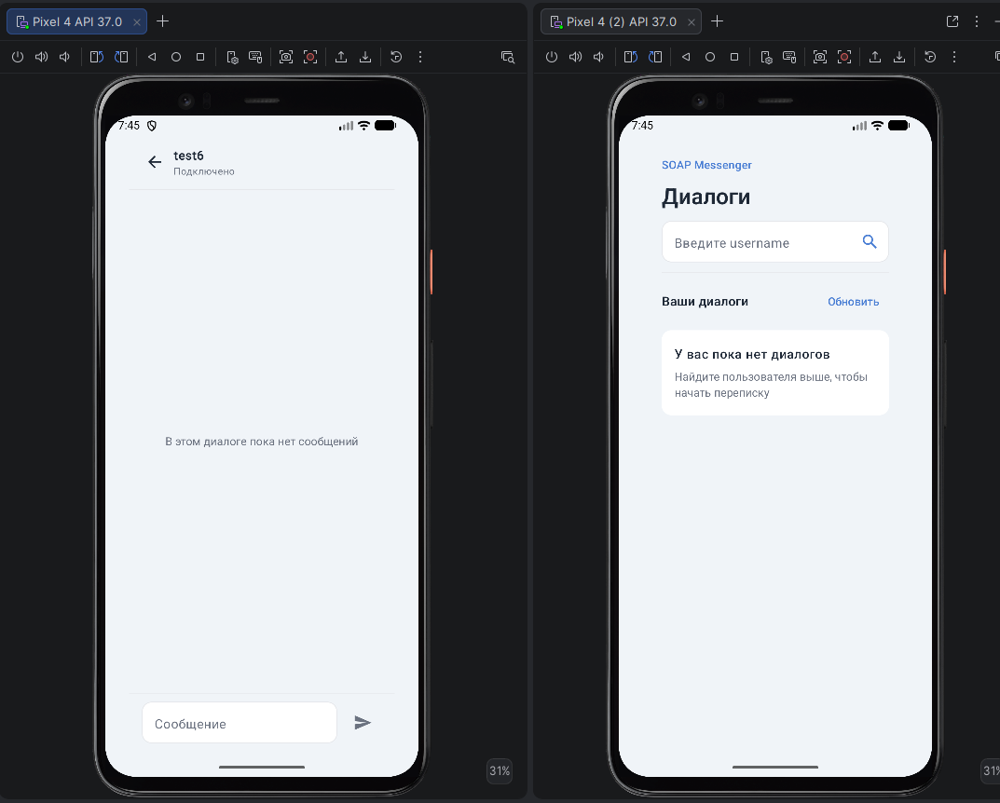 Pixel 4 API 37.0
Pixel 4 (2) API 37.0
7:45
test6
Подключено
В этом диалоге пока нет сообщений
Сообщение
31%
7:45
SOAP Messenger
Диалоги
Введите username
Ваши диалоги
Обновить
У вас пока нет диалогов
Найдите пользователя выше, чтобы
начать переписку
31%